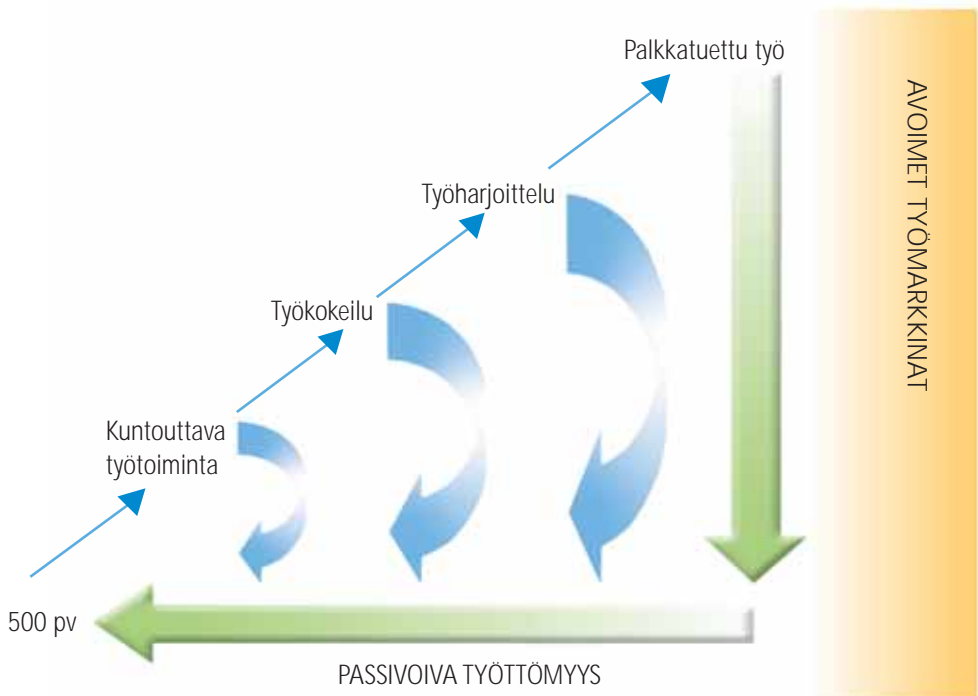 Palkkatuettu työ
Työharjoittelu
Työkokeilu
Kuntouttava
työtoiminta
500 pv
PASSIVOIVA TYÖTTÖMYYS
AVOIMET TYÖMARKKINAT